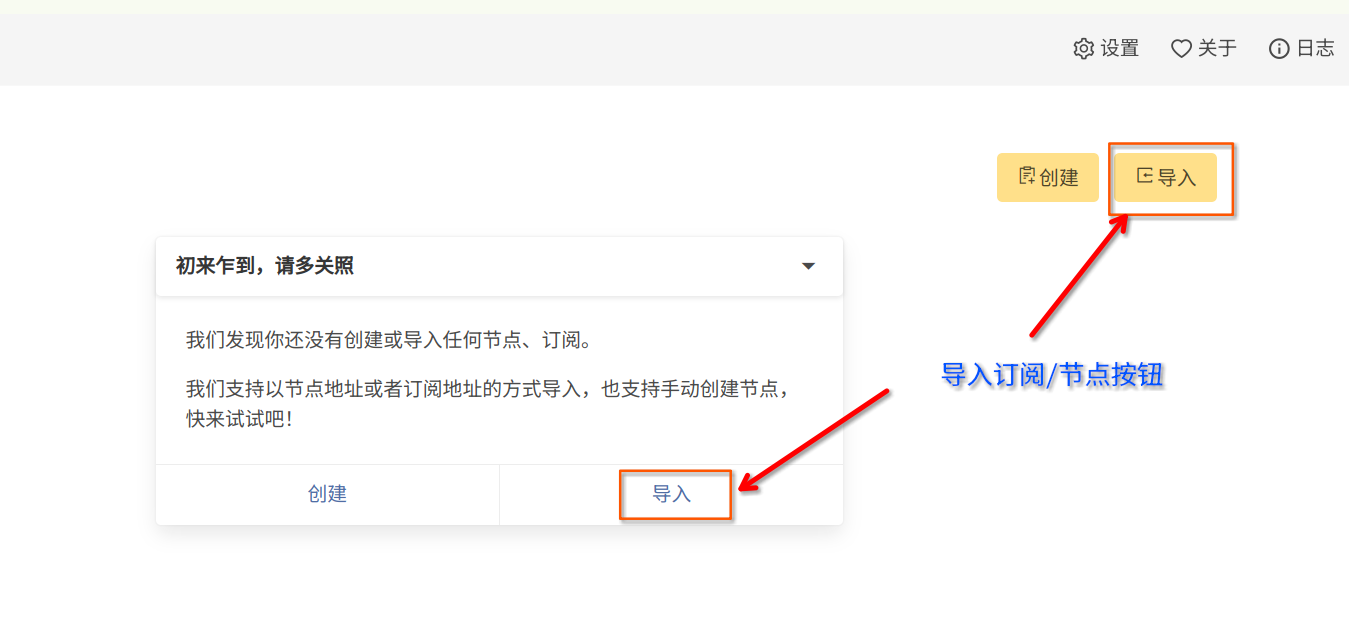 设置 关于 日志
创建 导入
初来乍到，请多关照
我们发现你还没有创建或导入任何节点、订阅。
导入订阅/节点按钮
我们支持以节点地址或者订阅地址的方式导入，也支持手动创建节点，
快来试试吧！
创建 导入